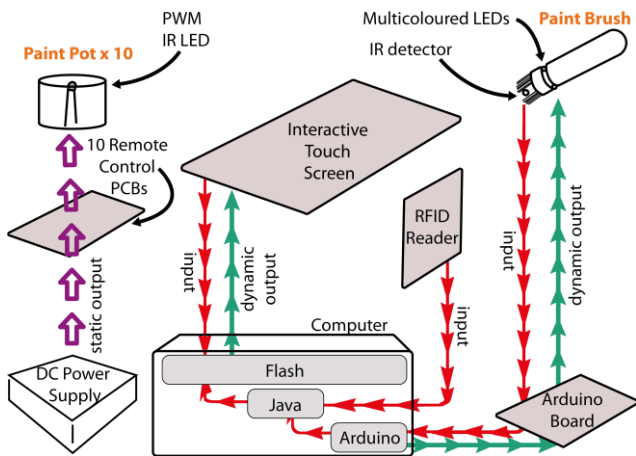 PWM
IR LED
Paint Pot x 10
Multicoloured LEDs
Paint Brush
IR detector
10 Remote
Control
PCBs
Interactive
Touch
Screen
RFID
Reader
static output
input
dynamic
output
input
input
dynamic output
Computer
DC Power
Supply
Flash
Java
Arduino
Arduino
Board